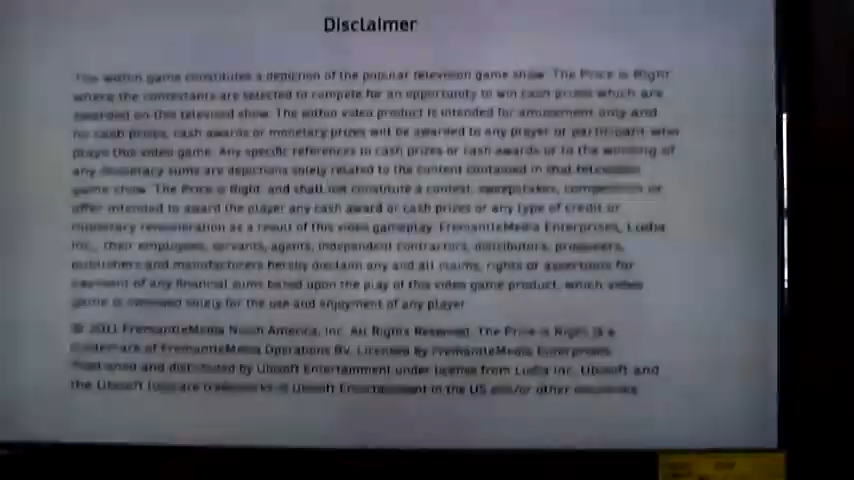 Disclaimer
This within game constitutes a depiction of the popular television game show. The Price is Right
where the contestants are selected to compete for an opportunity to win cash prizes which are
awarded on this televised show. The within video product is intended for amusement only and
no cash props, cash awards or monetary prizes will be awarded to any player or participant who
plays this video game. Any specific references to cash prizes or cash awards or to the winning of
any monetary sums are depictions solely related to the content contained in that television
game show. The Price is Right and shall not constitute a contest, sweepstakes, competition or
offer intended to award the player any cash award or cash prizes or any type of credit or
monetary remuneration as a result of this video gameplay. FremantleMedia Enterprises, Ludia
Inc., their employees, servants, agents, independent contractors, distributors, producers,
publishers and manufacturers hereby disclaim any and all claims, rights or assertions for
payment of any financial sums based upon the play of this video game product, which video
game is intended solely for the use and enjoyment of any player
© 2011 FremantleMedia North America, Inc. All Rights Reserved. The Price is Right is a
trademark of FremantleMedia Operations BV. Licensed by FremantleMedia Enterprises
Published and distributed by Ubisoft Entertainment under license from Ludia Inc. Ubisoft and
the Ubisoft logo are trademarks of Ubisoft Entertainment in the US and/or other countries